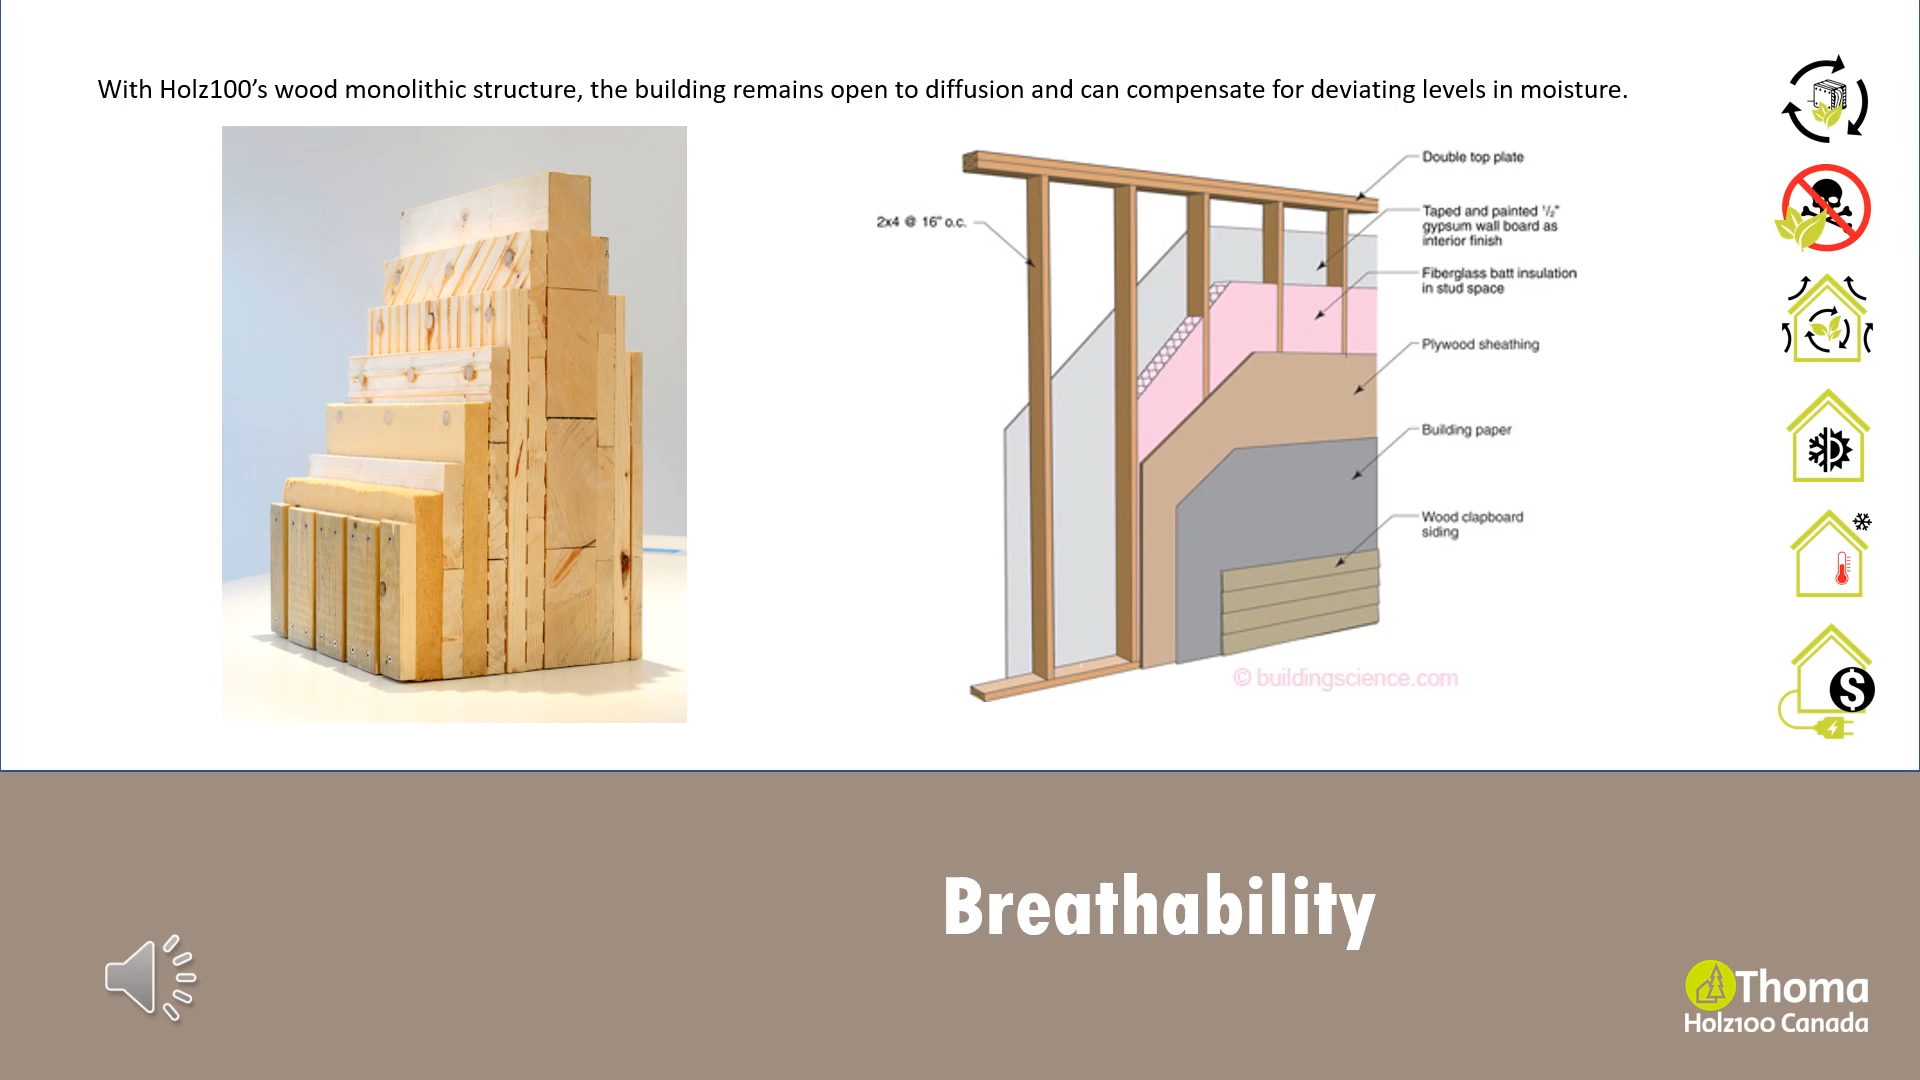 With Holz100’s wood monolithic structure, the building remains open to diffusion and can compensate for deviating levels in moisture.
Double top plate
2x4 @ 16" o.c.
Taped and painted ½"
gypsum wall board as
interior finish
Fiberglass batt insulation
in stud space
Plywood sheathing
Building paper
Wood clapboard
siding
© buildingscience.com
$
Breathability
Thoma
Holz100 Canada